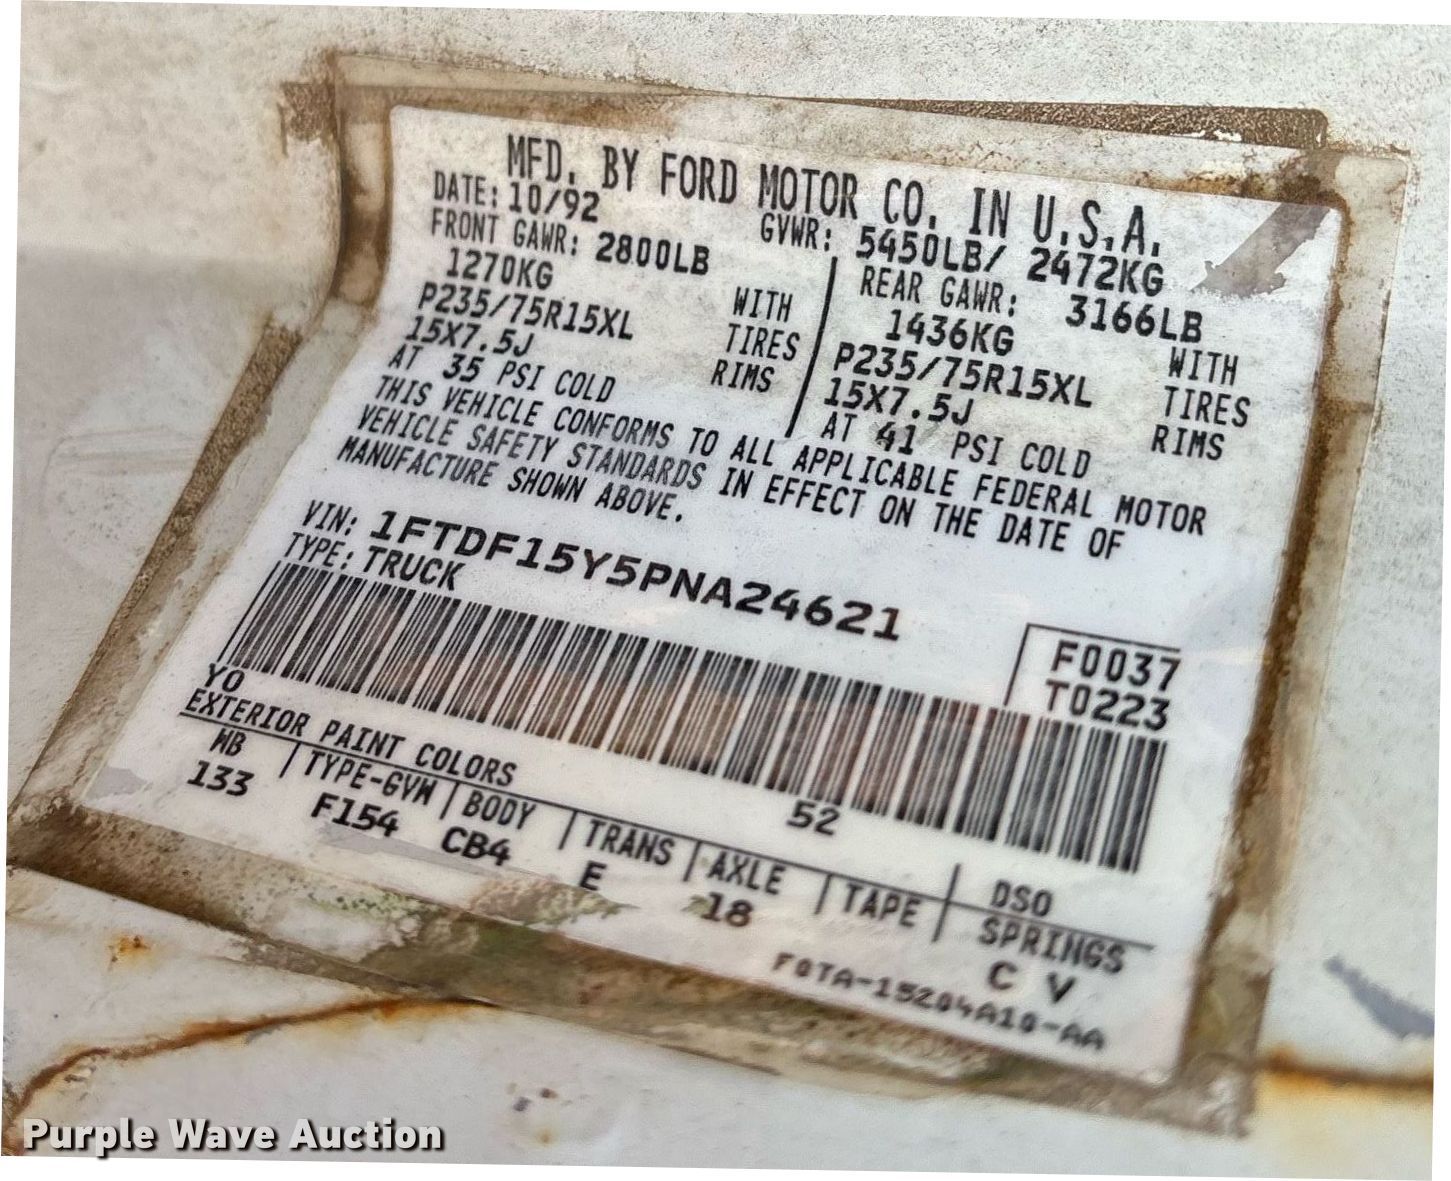 MFD. BY FORD MOTOR CO. IN U.S.A.
DATE: 10/92 GVWR: 5450LB/ 2472KG
FRONT GAWR: 2800LB REAR GAWR: 3166LB
1270KG WITH 1436KG WITH
P235/75R15XL TIRES P235/75R15XL TIRES
15X7.5J RIMS 15X7.5J RIMS
AT 35 PSI COLD AT 41 PSI COLD
THIS VEHICLE CONFORMS TO ALL APPLICABLE FEDERAL MOTOR
VEHICLE SAFETY STANDARDS IN EFFECT ON THE DATE OF
MANUFACTURE SHOWN ABOVE.
VIN: 1FTDF15Y5PNA24621
TYPE: TRUCK
F0037
T0223
YO
EXTERIOR PAINT COLORS 52 DSO
WB TYPE-GVW BODY TRANS AXLE TAPE SPRINGS
133 F154 CB4 E 18 C V
F0TA-15204A10-AA
Purple Wave Auction